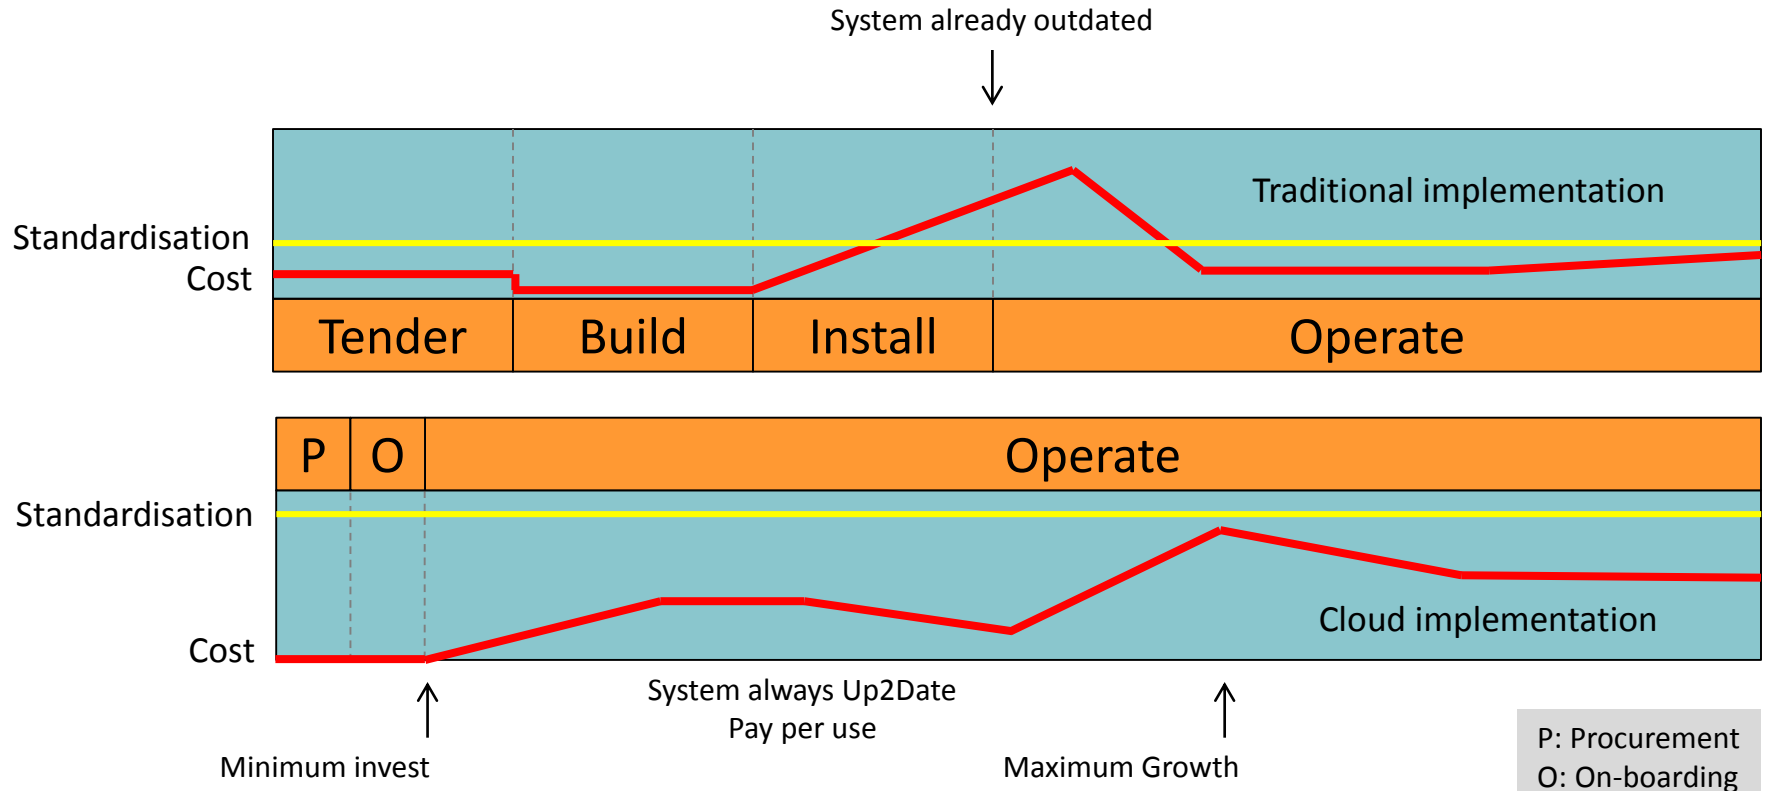 System already outdated
Traditional implementation
Standardisation
Cost
Tender
Build
Install
Operate
P
O
Operate
Standardisation
Cloud implementation
Cost
System always Up2Date
Pay per use
Minimum invest
Maximum Growth
P: Procurement
O: On-boarding